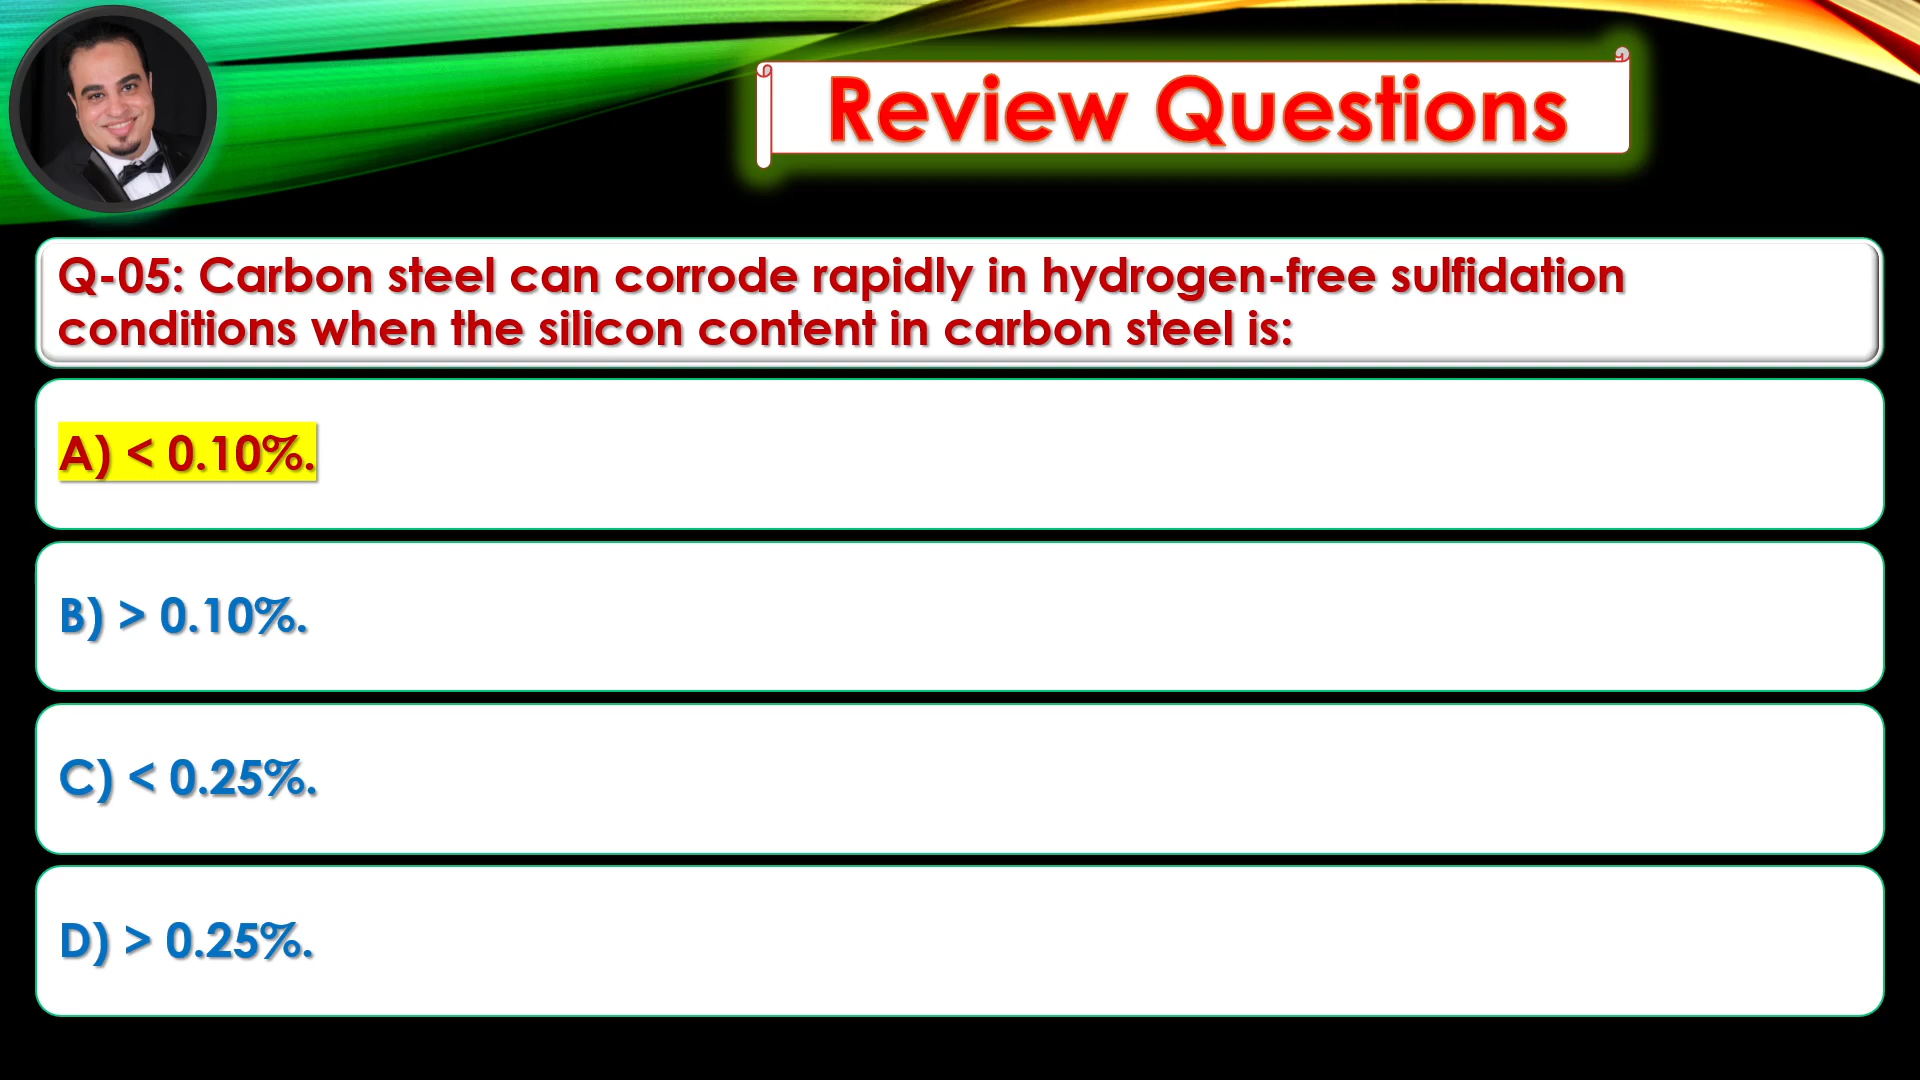 Review Questions
Q-05: Carbon steel can corrode rapidly in hydrogen-free sulfidation
conditions when the silicon content in carbon steel is:
A) < 0.10%.
B) > 0.10%.
C) < 0.25%.
D) > 0.25%.